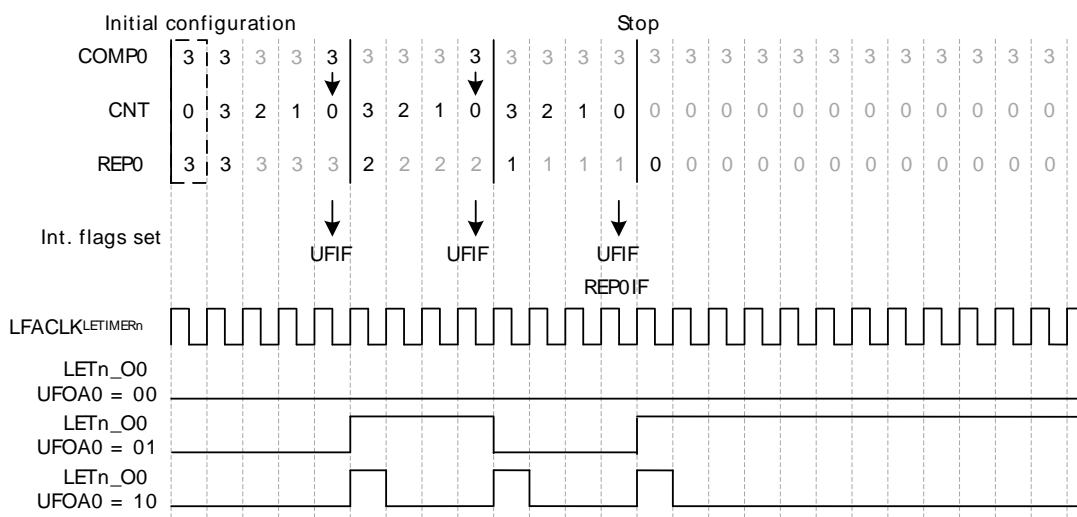 Initial configuration Stop
COMP0 3 3 3 3 3 3 3 3 3 3 3 3 3 3 3 3 3 3 3 3 3 3 3 3 3
CNT 0 3 2 1 0 3 2 1 0 3 2 1 0 0 0 0 0 0 0 0 0 0 0 0 0
REP0 3 3 3 3 3 2 2 2 2 1 1 1 1 0 0 0 0 0 0 0 0 0 0 0 0
Int. flags set
UFIF UFIF UFIF
REP0IF
LFACLKLETIMERn
LETn_O0
UFOA0 = 00
LETn_O0
UFOA0 = 01
LETn_O0
UFOA0 = 10